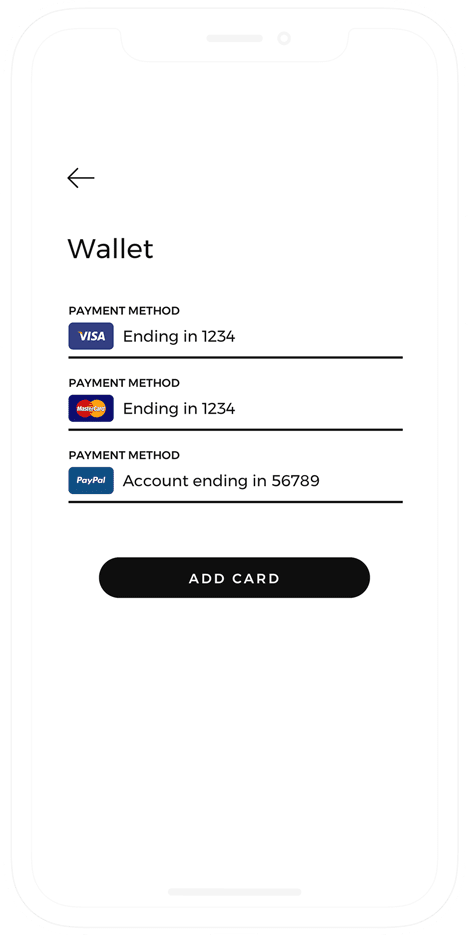 Wallet
PAYMENT METHOD
VISA Ending in 1234
PAYMENT METHOD
MasterCard Ending in 1234
PAYMENT METHOD
PayPal Account ending in 56789
ADD CARD